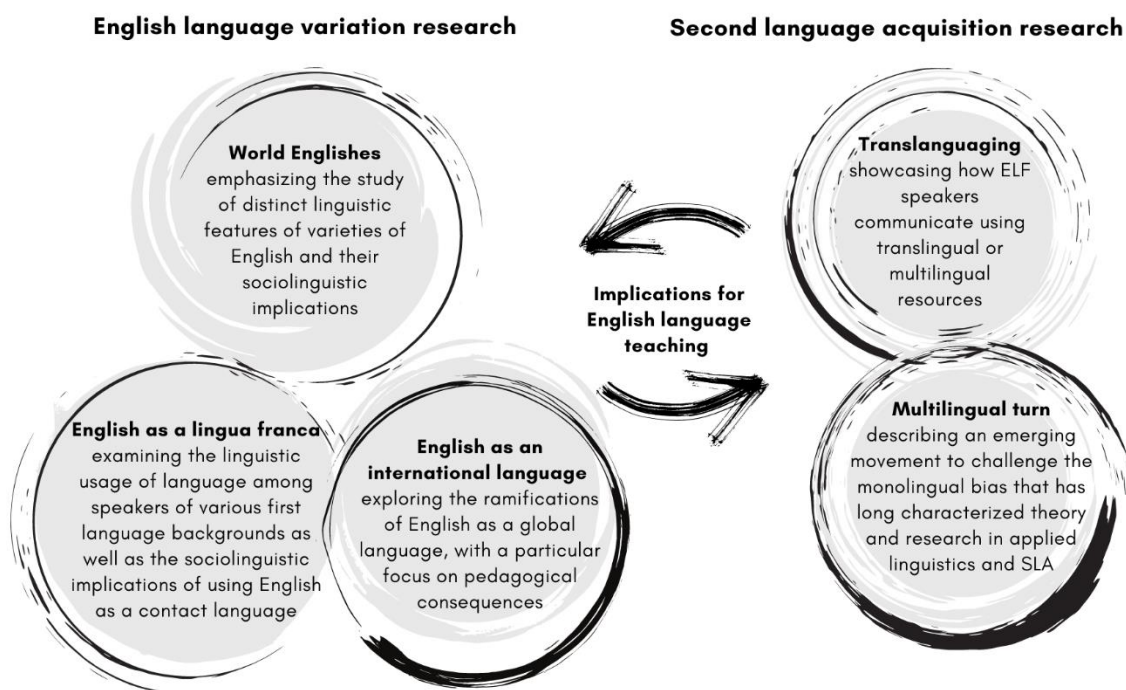 English language variation research
Second language acquisition research
World Englishes
emphasizing the study
of distinct linguistic
features of varieties of
English and their
sociolinguistic
implications
English as a lingua franca
examining the linguistic
usage of language among
speakers of various first
language backgrounds as
well as the sociolinguistic
implications of using English
as a contact language
English as an
international language
exploring the ramifications
of English as a global
language, with a particular
focus on pedagogical
consequences
Implications for
English language
teaching
Translanguaging
showcasing how ELF
speakers
communicate using
translingual or
multilingual
resources
Multilingual turn
describing an emerging
movement to challenge the
monolingual bias that has
long characterized theory
and research in applied
linguistics and SLA